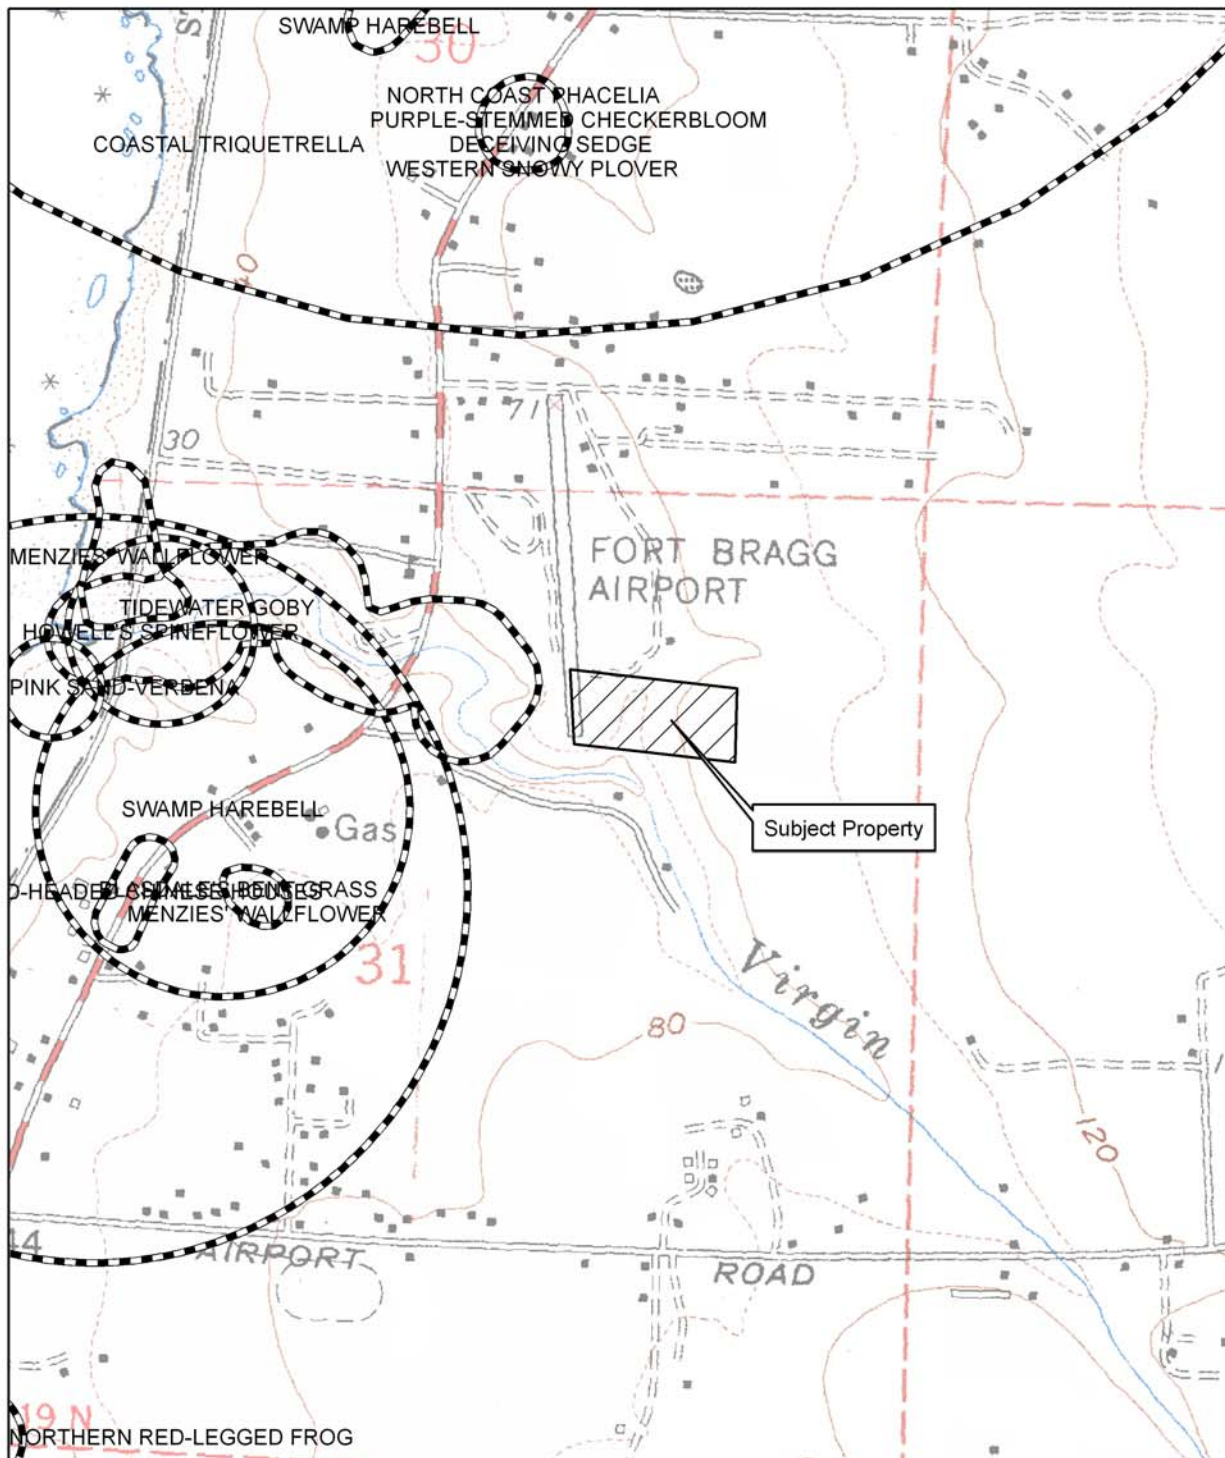 SWAMP HAREBELL
30
NORTH COAST PHACELIA
PURPLE-STEMMED CHECKERBLOOM
COASTAL TRIQUETRELLA
DECEIVING SEDGE
WESTERN SNOWY PLOVER
40
71
30
FORT BRAGG
AIRPORT
MENZIES' WALLFLOWER
TIDEWATER GOBY
HOWELL'S SPINEFLOWER
PINK SAND-VERBENA
SWAMP HAREBELL
Gas
Subject Property
MENZIES' WALLFLOWER
31
Virgin
80
120
AIRPORT
ROAD
19 N
NORTHERN RED-LEGGED FROG